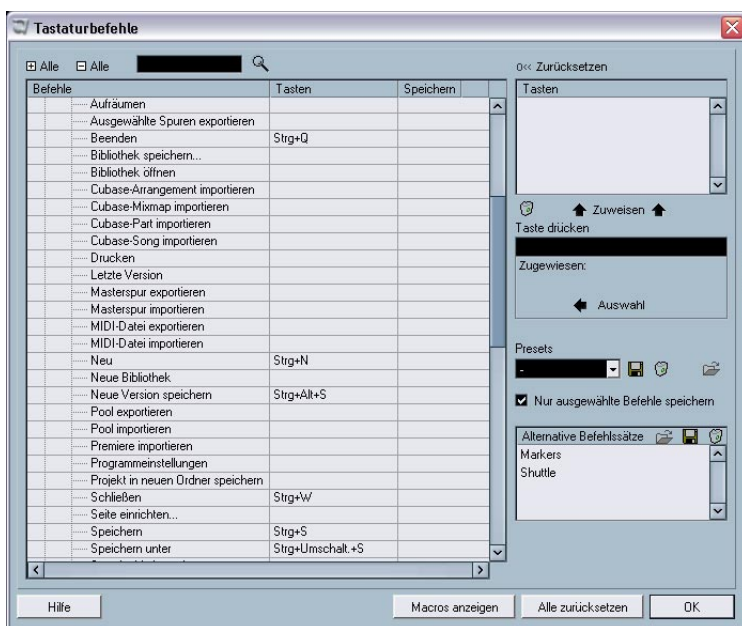 Tastaturbefehle
Alle Alle
Befehle Tasten Speichern
Aufräumen
Ausgewählte Spuren exportieren
Beenden Strg+Q
Bibliothek speichern...
Bibliothek öffnen
Cubase-Arrangement importieren
Cubase-Mixmap importieren
Cubase-Part importieren
Cubase-Song importieren
Drucken
Letzte Version
Masterspur exportieren
Masterspur importieren
MIDI-Datei exportieren
MIDI-Datei importieren
Neu Strg+N
Neue Bibliothek
Neue Version speichern Strg+Alt+S
Pool exportieren
Pool importieren
Premiere importieren
Programmeinstellungen
Projekt in neuen Ordner speichern
Schließen Strg+W
Seite einrichten...
Speichern Strg+S
Speichern unter Strg+Umschalt.+S
Zurücksetzen
Tasten
Zuweisen
Taste drücken
Zugewiesen:
Auswahl
Presets
-
Nur ausgewählte Befehle speichern
Alternative Befehlssätze
Markers
Shuttle
Hilfe Macros anzeigen Alle zurücksetzen OK